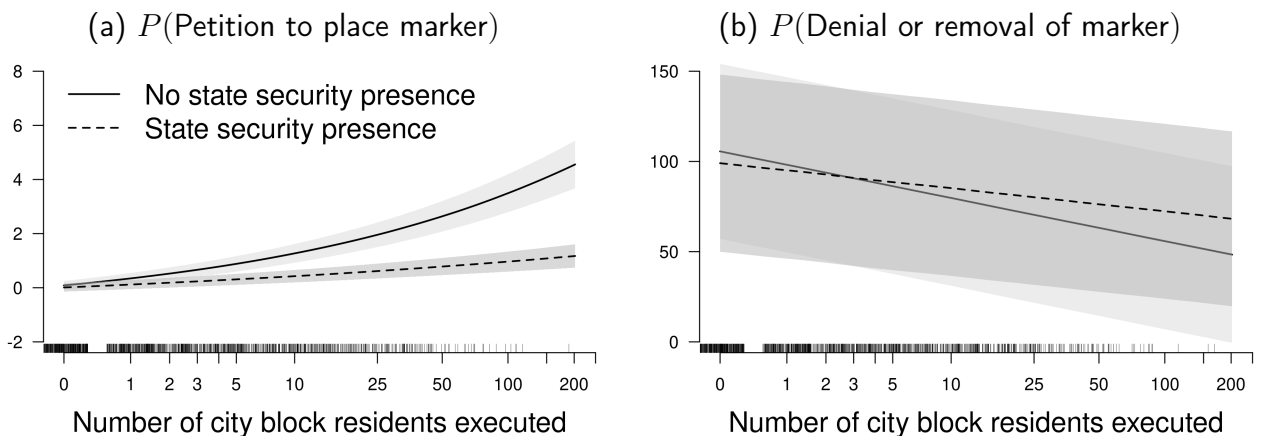 (a) P(Petition to place marker)
8
6
4
2
0
-2
No state security presence
State security presence
0 1 2 3 5 10 25 50 100 200
Number of city block residents executed
(b) P(Denial or removal of marker)
150
100
50
0
0 1 2 3 5 10 25 50 100 200
Number of city block residents executed